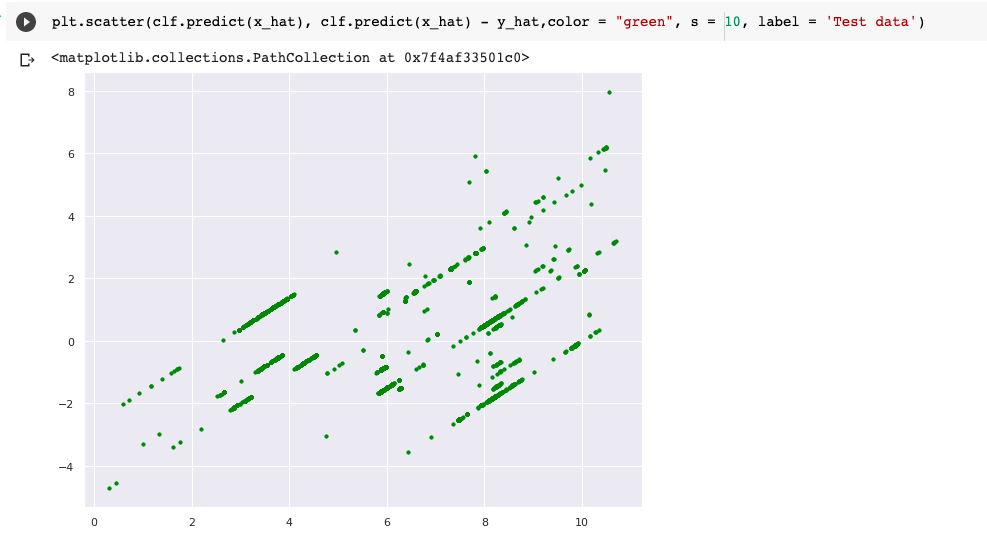 plt.scatter(clf.predict(x_hat), clf.predict(x_hat) - y_hat,color = "green", s = 10, label = 'Test data')
<matplotlib.collections.PathCollection at 0x7f4af33501c0>
8
6
4
2
0
−2
−4
0 2 4 6 8 10